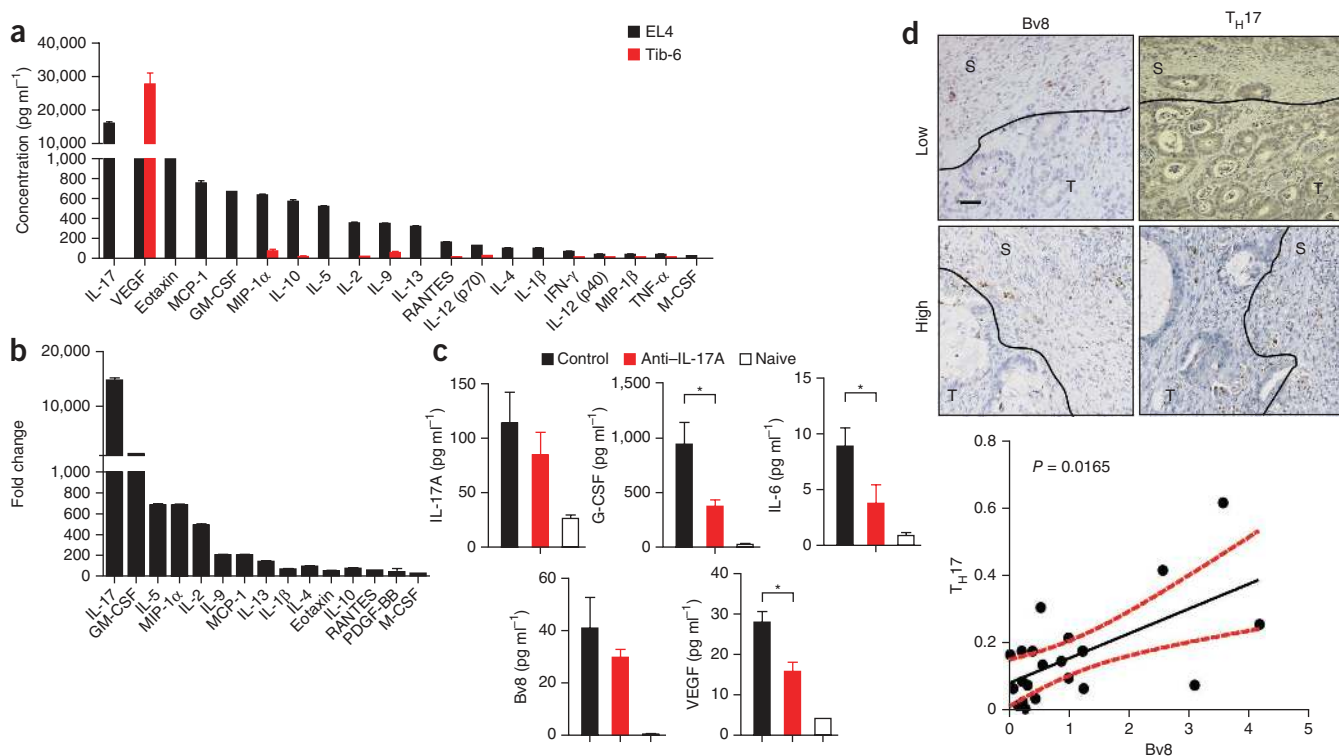 a
40,000
30,000
20,000
10,000
1,000
800
600
400
200
0
Concentration (pg ml⁻¹)
EL4
Tib-6
IL-17
VEGF
Eotaxin
MCP-1
GM-CSF
MIP-1α
IL-10
IL-5
IL-2
IL-9
IL-13
RANTES
IL-12 (p70)
IL-4
IL-1β
IFN-γ
IL-12 (p40)
MIP-1β
TNF-α
M-CSF
b
20,000
10,000
1,000
800
600
400
200
0
Fold change
IL-17
GM-CSF
IL-5
MIP-1α
IL-2
IL-9
MCP-1
IL-13
IL-1β
IL-4
Eotaxin
IL-10
RANTES
PDGF-BB
M-CSF
c
Control
Anti–IL-17A
Naive
150
100
50
0
IL-17A (pg ml⁻¹)
1,500
1,000
500
0
G-CSF (pg ml⁻¹)
*
15
10
5
0
IL-6 (pg ml⁻¹)
*
60
40
20
0
Bv8 (pg ml⁻¹)
40
30
20
10
0
VEGF (pg ml⁻¹)
*
d
Bv8
TH17
Low
S
T
S
T
High
S
T
S
T
0.8
0.6
0.4
0.2
0
TH17
P = 0.0165
0 1 2 3 4 5
Bv8